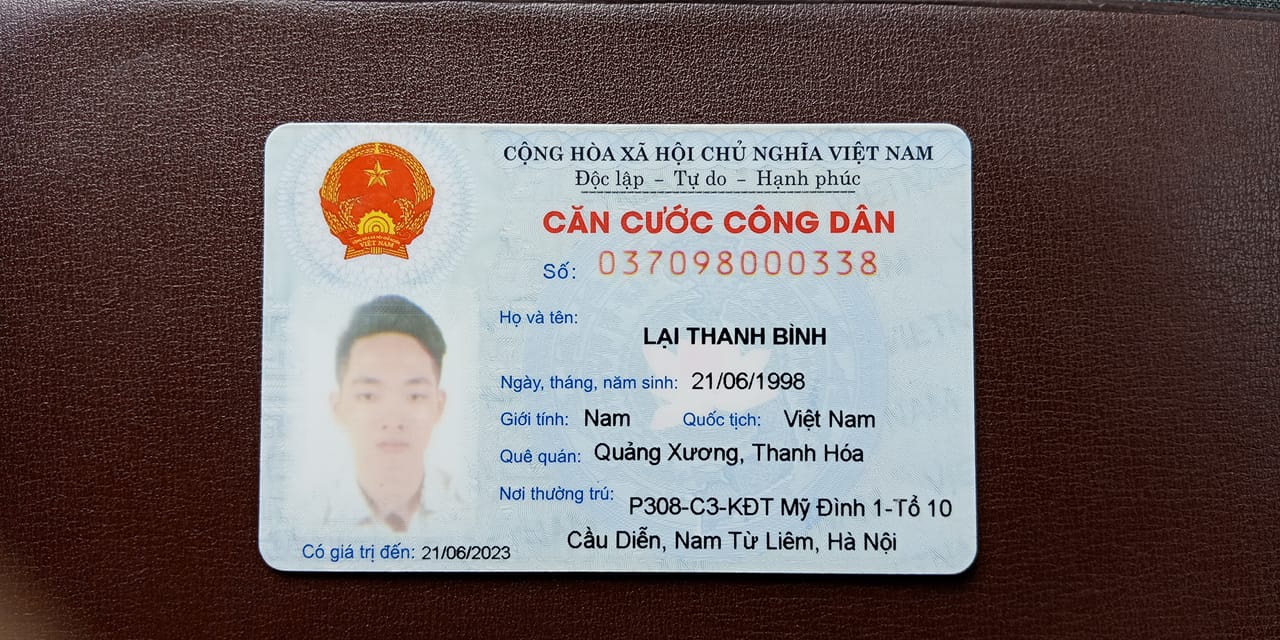 CỘNG HÒA XÃ HỘI CHỦ NGHĨA VIỆT NAM
Độc lập – Tự do – Hạnh phúc
CĂN CƯỚC CÔNG DÂN
Số: 037098000338
Họ và tên:
LẠI THANH BÌNH
Ngày, tháng, năm sinh: 21/06/1998
Giới tính: Nam Quốc tịch: Việt Nam
Quê quán: Quảng Xương, Thanh Hóa
Nơi thường trú: P308-C3-KĐT Mỹ Đình 1-Tổ 10
Cầu Diễn, Nam Từ Liêm, Hà Nội
Có giá trị đến: 21/06/2023
VIỆT NAM